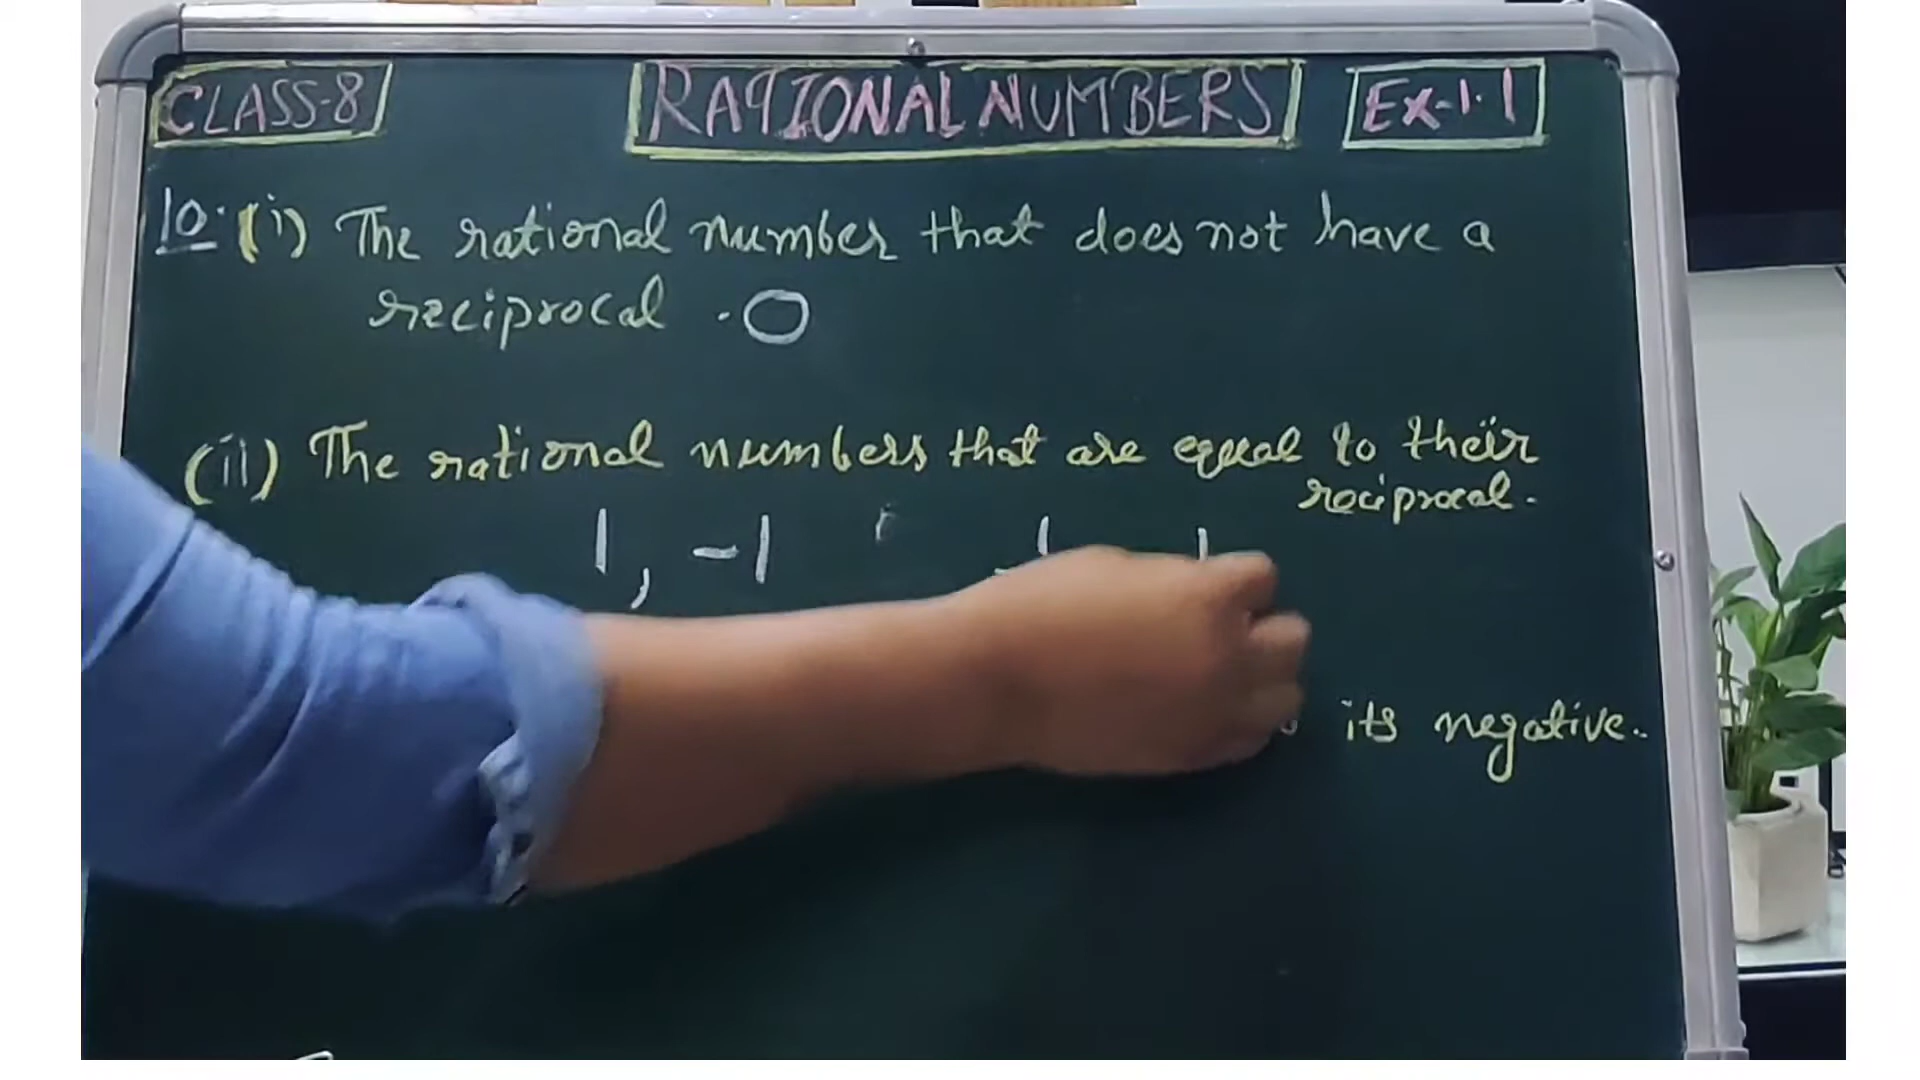 CLASS-8
RATIONAL NUMBERS
Ex-1.1
10. (i) The rational number that does not have a
reciprocal . 0
(ii) The rational numbers that are equal to their
reciprocal.
1, -1
its negative.